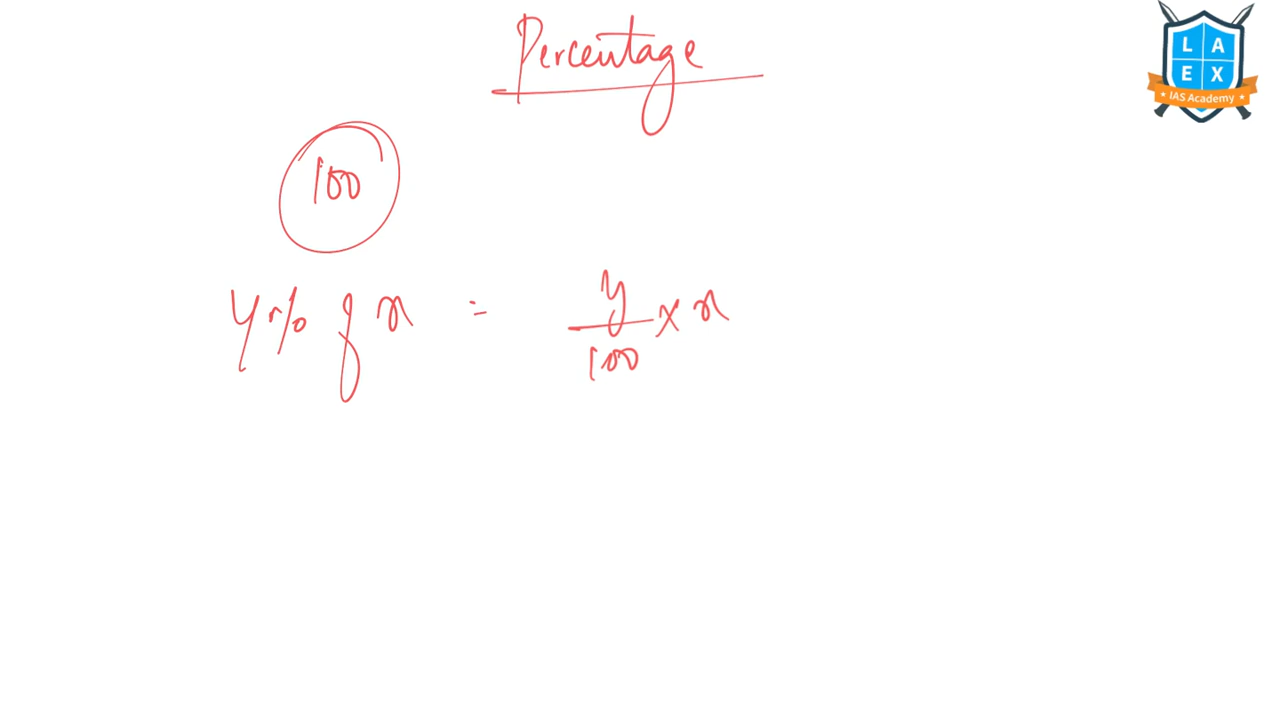 Percentage
L A
E X
IAS Academy
100
y% of x = y/100 × x